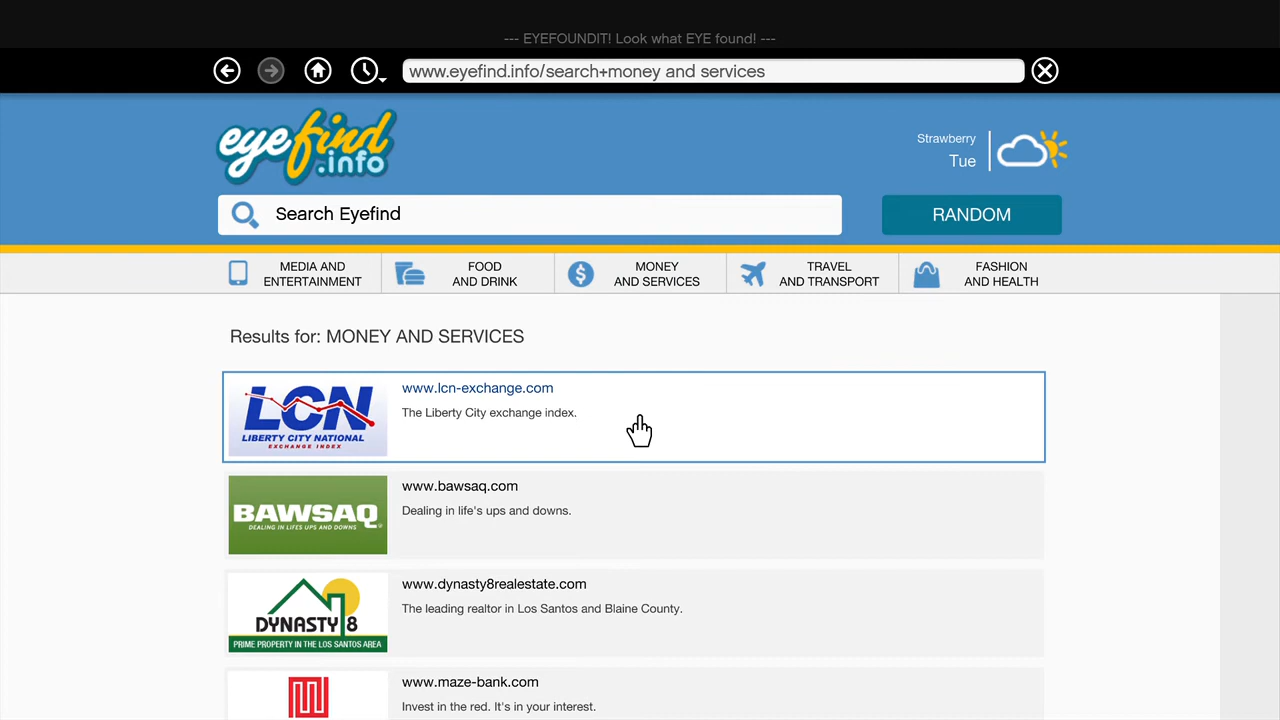 --- EYEFOUNDIT! Look what EYE found! ---
www.eyefind.info/search+money and services
eyefind
.info
Strawberry
Tue
Search Eyefind
RANDOM
MEDIA AND
ENTERTAINMENT
FOOD
AND DRINK
MONEY
AND SERVICES
TRAVEL
AND TRANSPORT
FASHION
AND HEALTH
Results for: MONEY AND SERVICES
LCN
LIBERTY CITY NATIONAL
EXCHANGE INDEX
www.lcn-exchange.com
The Liberty City exchange index.
BAWSAQ
DEALING IN LIFES UPS AND DOWNS
www.bawsaq.com
Dealing in life's ups and downs.
DYNASTY 8
PRIME PROPERTY IN THE LOS SANTOS AREA
www.dynasty8realestate.com
The leading realtor in Los Santos and Blaine County.
www.maze-bank.com
Invest in the red. It's in your interest.